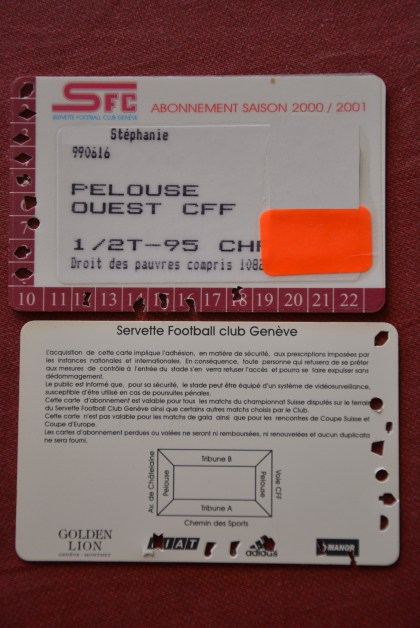 SFC
SERVETTE FOOTBALL CLUB GENÈVE
ABONNEMENT SAISON 2000 / 2001
Stéphanie
990616
PELOUSE
OUEST CFF
1/2T-95 CHF
Droit des pauvres compris 1082
7
10 11 12 13 14 15 16 17 18 19 20 21 22
Servette Football club Genève
L'acquisition de cette carte implique l'adhésion, en matière de sécurité, aux prescriptions imposées par
les instances nationales et internationales. En conséquence, toute personne qui refusera de se prêter
aux mesures de contrôle à l'entrée du stade s'en verra refuser l'accès et pourra se faire expulser sans
dédommagement.
Le public est informé que, pour sa sécurité, le stade peut être équipé d'un système de vidéosurveillance,
susceptible d'être utilisé en cas de poursuites pénales.
Cette carte d'abonnement est valable pour tous les matchs du championnat Suisse disputés sur le terrain
du Servette Football Club Genève ainsi que certains autres matchs choisis par le Club.
Cette carte n'est pas valable pour les matchs de gala ainsi que pour les rencontres de Coupe Suisse et
Coupe d'Europe.
Les cartes d'abonnement perdues ou volées ne seront ni remboursées, ni renouvelées et aucun duplicata
ne sera fourni.
Av. de Châtelaine
Pelouse
Tribune B
Tribune A
Pelouse
Voie CFF
Chemin des Sports
GOLDEN
LION
FIAT
adidas
MANOR